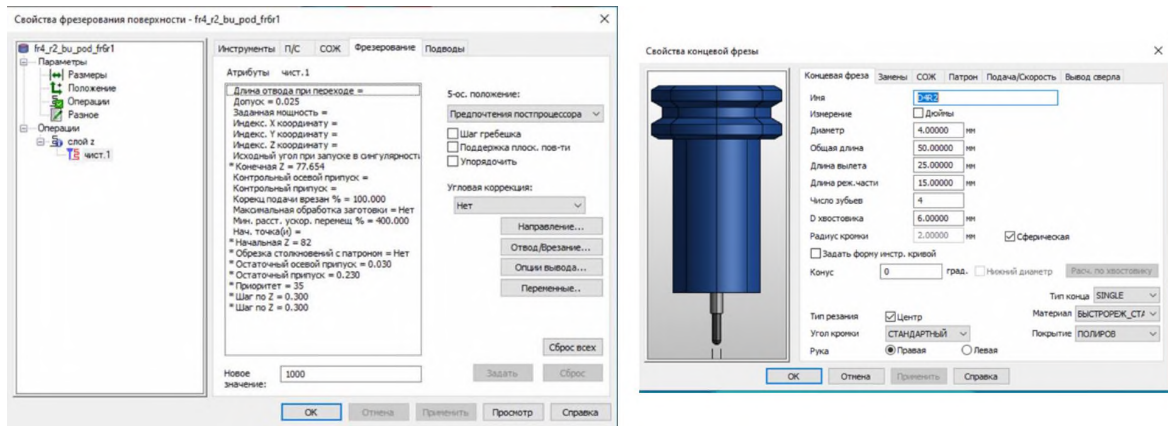 Свойства фрезерования поверхности - fr4_r2_bu_pod_fr6r1
fr4_r2_bu_pod_fr6r1
Параметры
Размеры
Положение
Операции
Разное
Операции
слой z
чист.1
Инструменты П/С СОЖ Фрезерование Подводы
Атрибуты чист.1
Длина отвода при переходе =
Допуск = 0.025
Заданная мощность =
Индекс. X координату =
Индекс. Y координату =
Индекс. Z координату =
Исходный угол при запуске в сингулярност
*Конечная Z = 77.654
Контрольный осевой припуск =
Контрольный припуск =
Корекц подачи врезан % = 100.000
Максимальная обработка заготовки = Нет
Мин. расст. ускор. перемещ % = 400.000
Нач. точка(и) =
*Начальная Z = 82
*Обрезка столкновений с патроном = Нет
*Остаточный осевой припуск = 0.030
*Остаточный припуск = 0.230
*Приоритет = 35
*Шаг по Z = 0.300
*Шаг по Z = 0.300
5-ос. положение:
Предпочтения постпроцессора
Шаг гребешка
Поддержка плоск. пов-ти
Упорядочить
Угловая коррекция:
Нет
Направление...
Отвод/Врезание...
Опции вывода...
Переменные..
Сброс всех
Новое значение: 1000
Задать Сброс
ОК Отмена Применить Просмотр Справка
Свойства концевой фрезы
Концевая фреза Замены СОЖ Патрон Подача/Скорость Вывод сверла
Имя D4R2
Измерение Дюймы
Диаметр 4.00000 мм
Общая длина 50.00000 мм
Длина вылета 25.00000 мм
Длина реж.части 15.00000 мм
Число зубьев 4
D хвостовика 6.00000 мм
Радиус кромки 2.00000 мм Сферическая
Задать форму инстр. кривой
Конус 0 град. Нижний диаметр Расч. по хвостовику
Тип конца SINGLE
Тип резания Центр Материал БЫСТРОРЕЖ_СТА
Угол кромки СТАНДАРТНЫЙ Покрытие ПОЛИРОВ
Рука Правая Левая
ОК Отмена Применить Справка